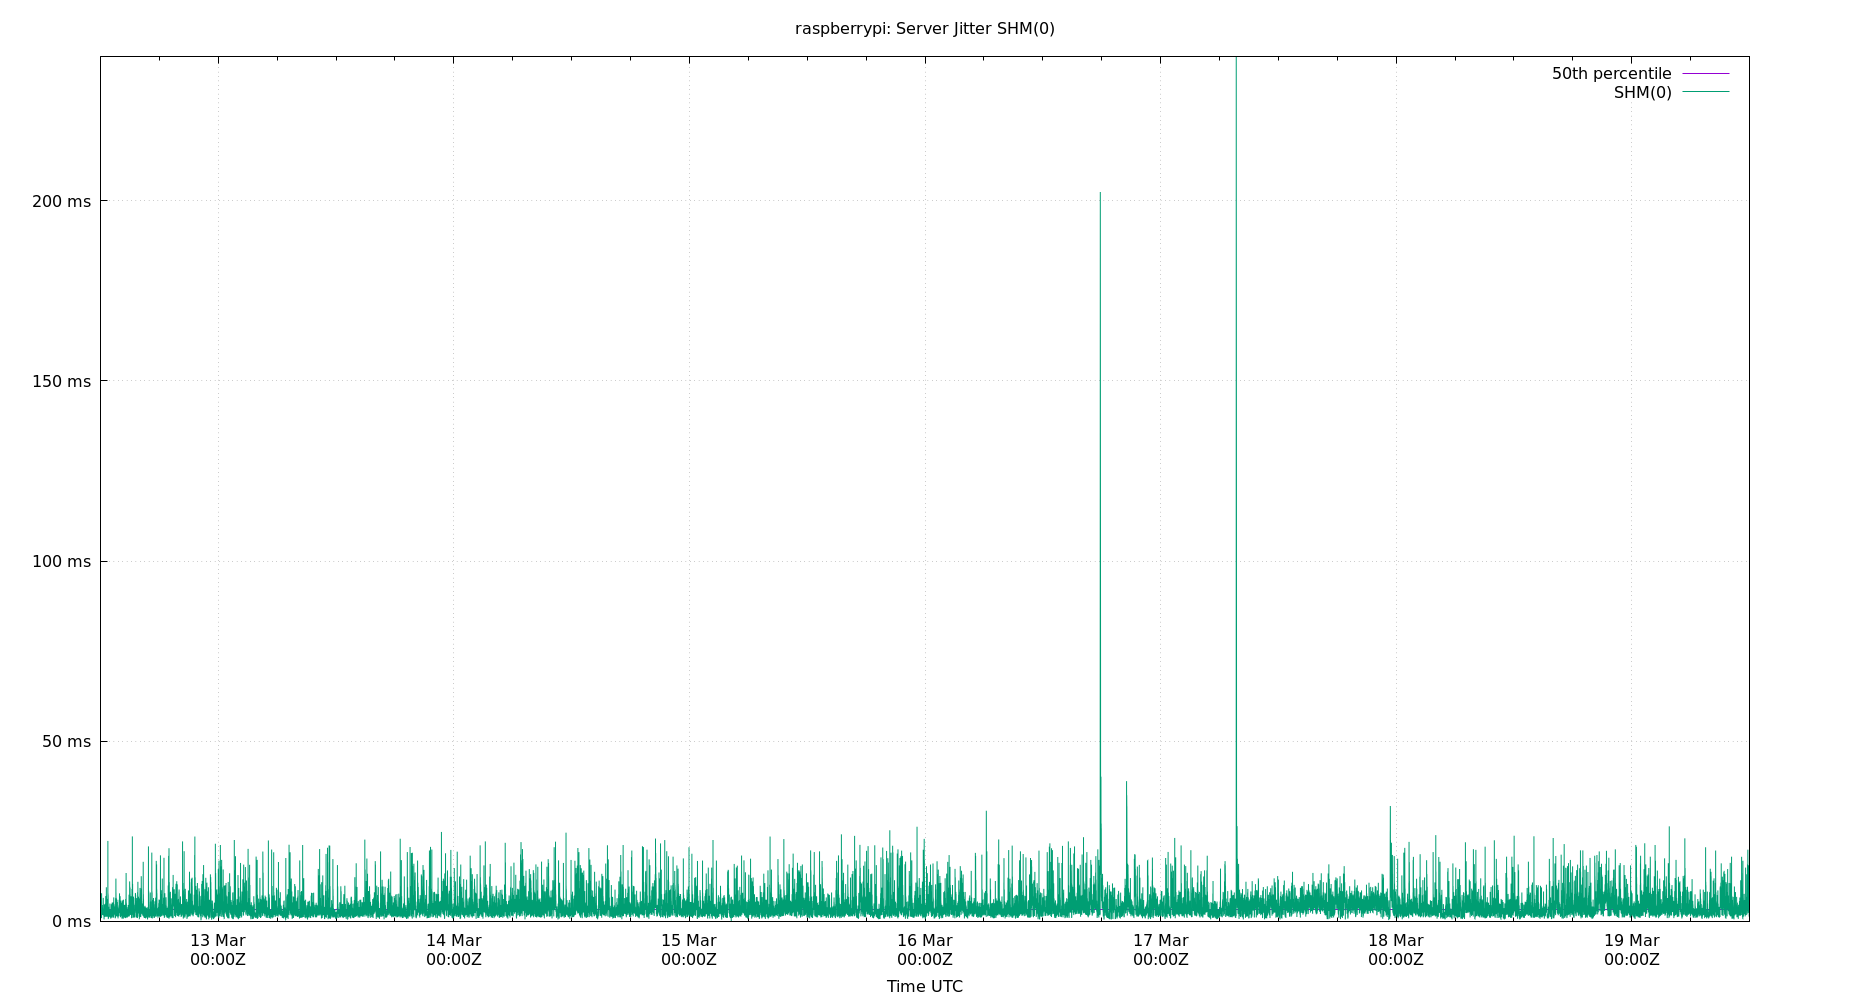 raspberrypi: Server Jitter SHM(0)
50th percentile
SHM(0)
200 ms
150 ms
100 ms
50 ms
0 ms
13 Mar 14 Mar 15 Mar 16 Mar 17 Mar 18 Mar 19 Mar
00:00Z 00:00Z 00:00Z 00:00Z 00:00Z 00:00Z 00:00Z
Time UTC